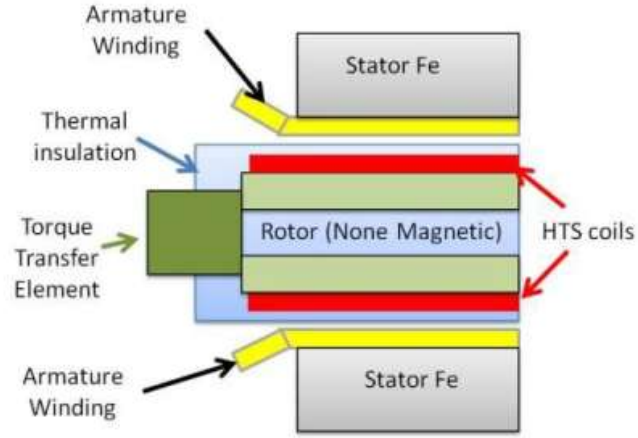 Armature
Winding
Stator Fe
Thermal
insulation
Rotor (None Magnetic)
HTS coils
Torque
Transfer
Element
Stator Fe
Armature
Winding